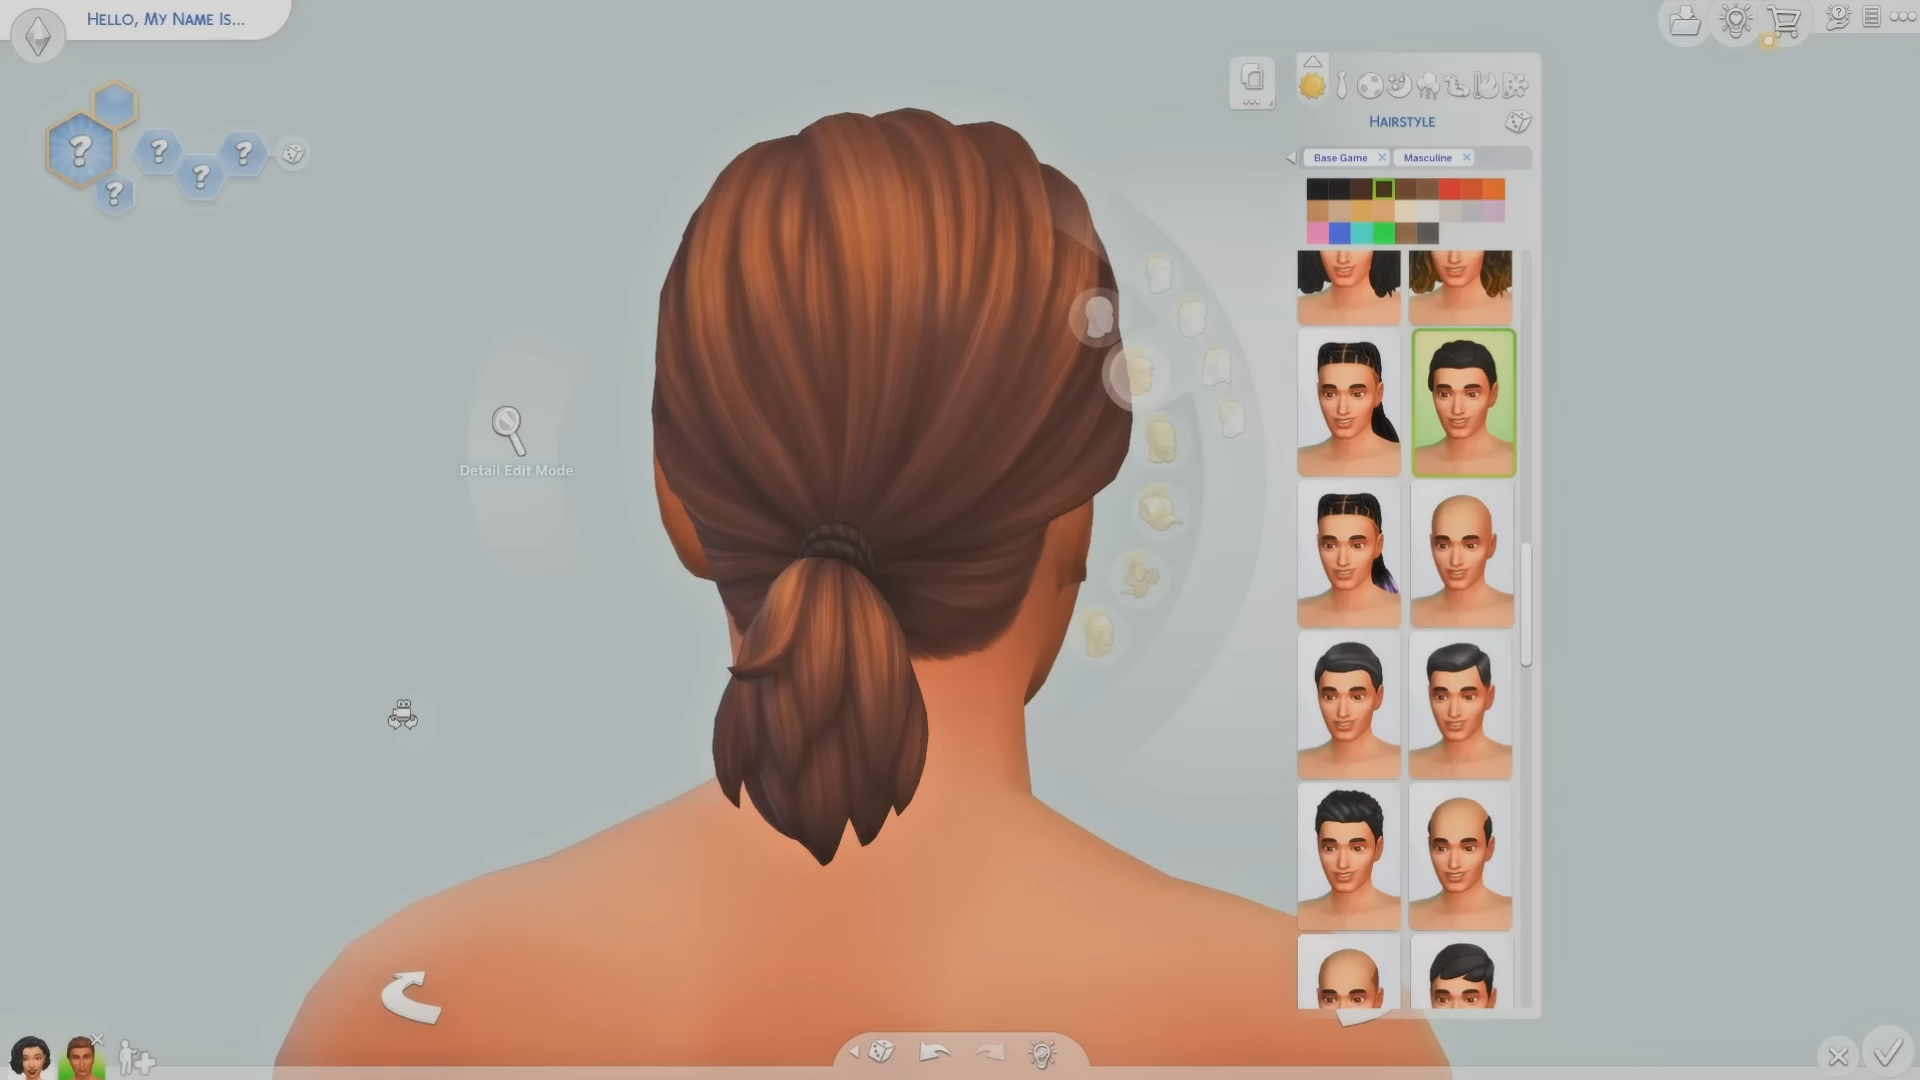 HELLO, MY NAME IS...
HAIRSTYLE
Base Game
Masculine
Detail Edit Mode